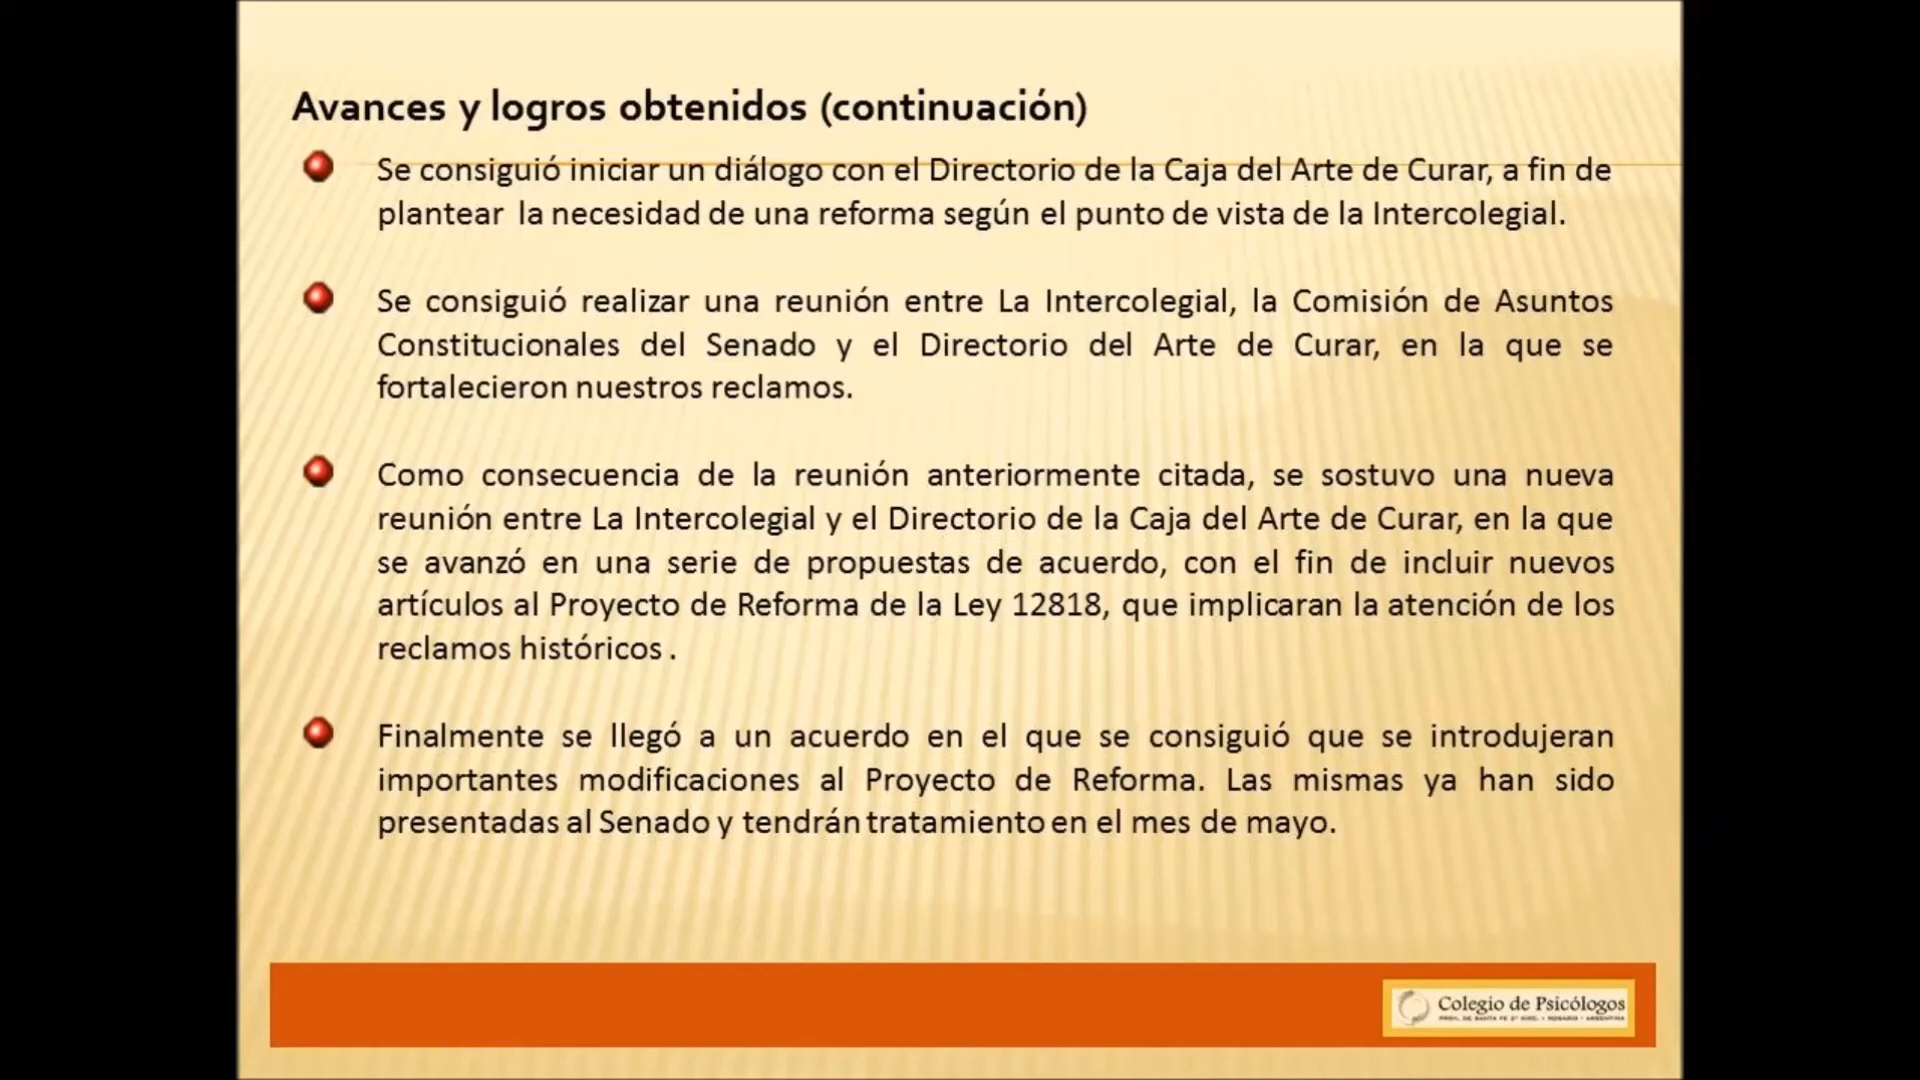 Avances y logros obtenidos (continuación)
Se consiguió iniciar un diálogo con el Directorio de la Caja del Arte de Curar, a fin de
plantear la necesidad de una reforma según el punto de vista de la Intercolegial.
Se consiguió realizar una reunión entre La Intercolegial, la Comisión de Asuntos
Constitucionales del Senado y el Directorio del Arte de Curar, en la que se
fortalecieron nuestros reclamos.
Como consecuencia de la reunión anteriormente citada, se sostuvo una nueva
reunión entre La Intercolegial y el Directorio de la Caja del Arte de Curar, en la que
se avanzó en una serie de propuestas de acuerdo, con el fin de incluir nuevos
artículos al Proyecto de Reforma de la Ley 12818, que implicaran la atención de los
reclamos históricos .
Finalmente se llegó a un acuerdo en el que se consiguió que se introdujeran
importantes modificaciones al Proyecto de Reforma. Las mismas ya han sido
presentadas al Senado y tendrán tratamiento en el mes de mayo.
Colegio de Psicólogos
PROV. DE SANTA FE 2ª CIRC. • ROSARIO • ARGENTINA